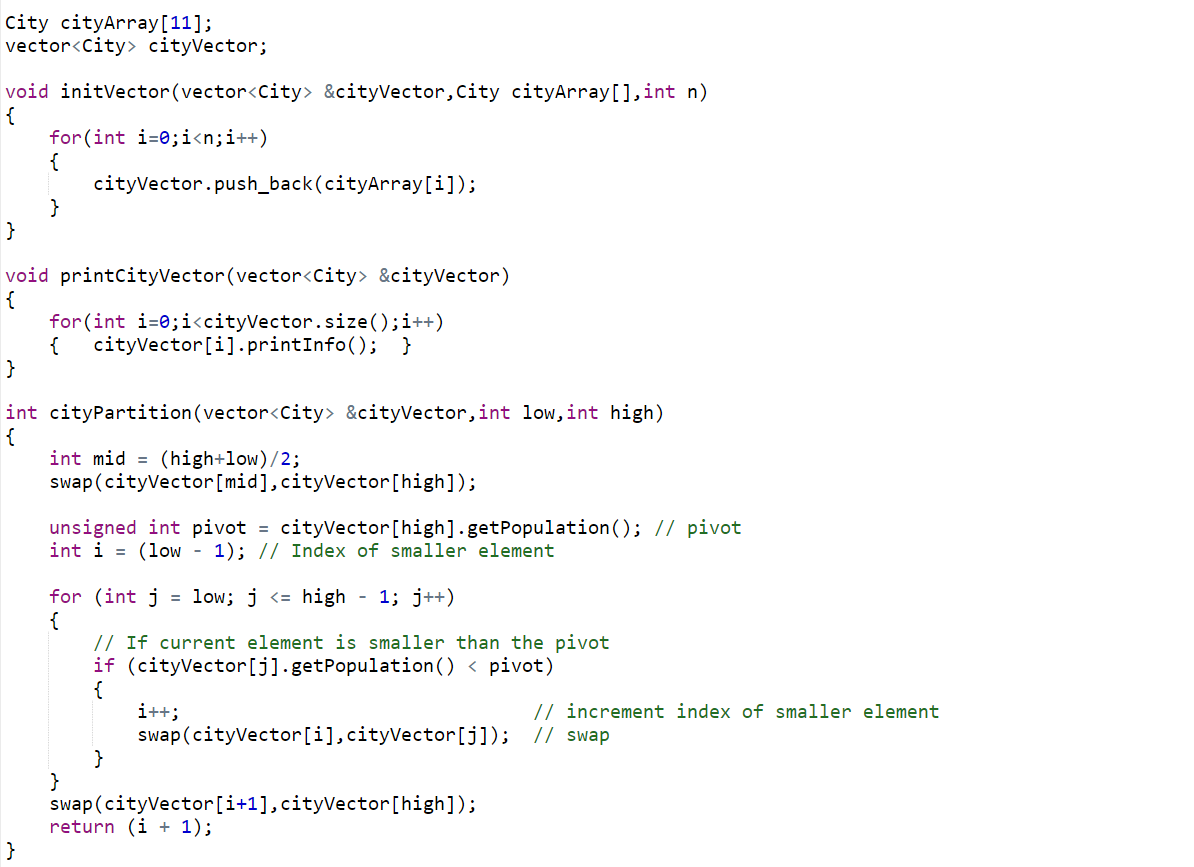 City cityArray[11];
vector<City> cityVector;

void initVector(vector<City> &cityVector,City cityArray[],int n)
{
    for(int i=0;i<n;i++)
    {
        cityVector.push_back(cityArray[i]);
    }
}

void printCityVector(vector<City> &cityVector)
{
    for(int i=0;i<cityVector.size();i++)
    {   cityVector[i].printInfo();  }
}

int cityPartition(vector<City> &cityVector,int low,int high)
{
    int mid = (high+low)/2;
    swap(cityVector[mid],cityVector[high]);

    unsigned int pivot = cityVector[high].getPopulation(); // pivot
    int i = (low - 1); // Index of smaller element

    for (int j = low; j <= high - 1; j++)
    {
        // If current element is smaller than the pivot
        if (cityVector[j].getPopulation() < pivot)
        {
            i++;                                // increment index of smaller element
            swap(cityVector[i],cityVector[j]);  // swap
        }
    }
    swap(cityVector[i+1],cityVector[high]);
    return (i + 1);
}